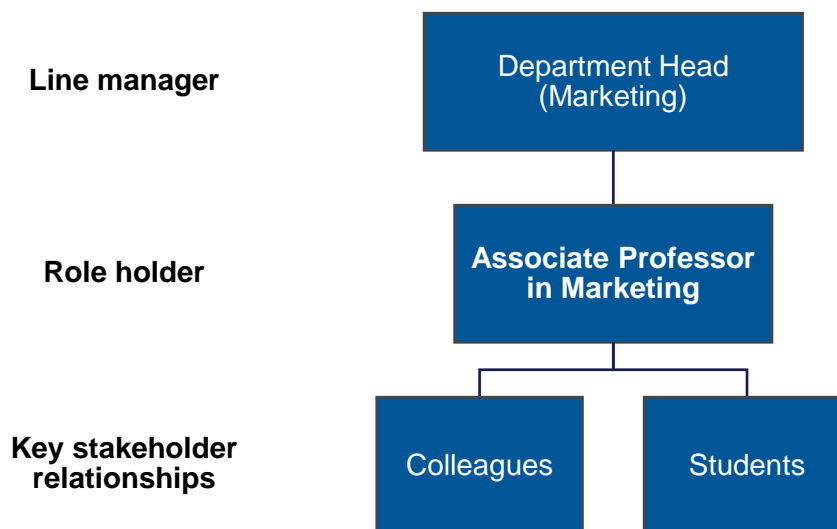 Line manager
Department Head
(Marketing)
Role holder
Associate Professor
in Marketing
Key stakeholder
relationships
Colleagues
Students